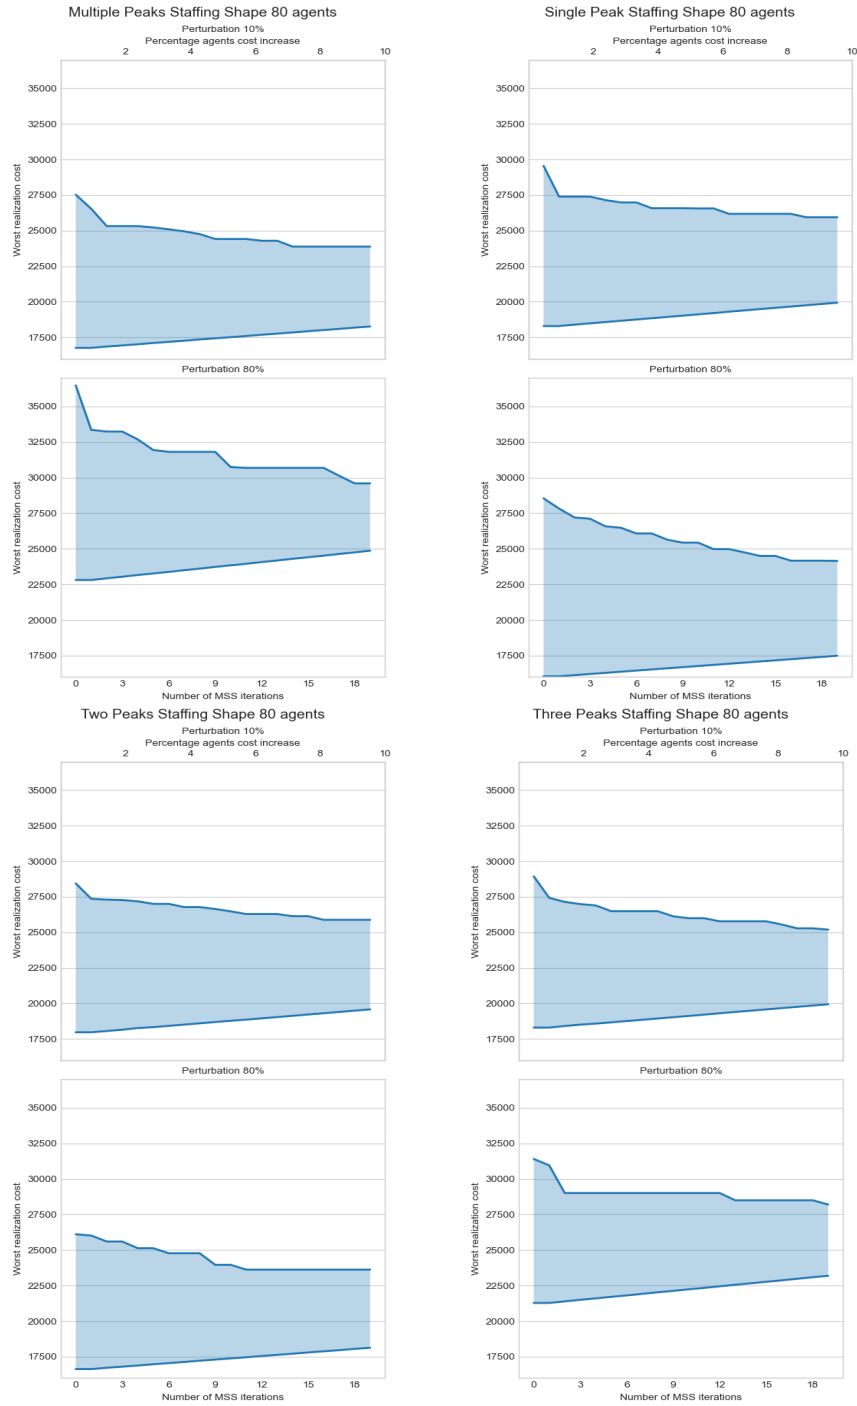 Multiple Peaks Staffing Shape 80 agents
Perturbation 10%
Percentage agents cost increase
2 4 6 8 10
35000
32500
30000
27500
25000
22500
20000
17500
Worst realization cost
Perturbation 80%
35000
32500
30000
27500
25000
22500
20000
17500
Worst realization cost
0 3 6 9 12 15 18
Number of MSS iterations
Single Peak Staffing Shape 80 agents
Perturbation 10%
Percentage agents cost increase
2 4 6 8 10
35000
32500
30000
27500
25000
22500
20000
17500
Worst realization cost
Perturbation 80%
35000
32500
30000
27500
25000
22500
20000
17500
Worst realization cost
0 3 6 9 12 15 18
Number of MSS iterations
Two Peaks Staffing Shape 80 agents
Perturbation 10%
Percentage agents cost increase
2 4 6 8 10
35000
32500
30000
27500
25000
22500
20000
17500
Worst realization cost
Perturbation 80%
35000
32500
30000
27500
25000
22500
20000
17500
Worst realization cost
0 3 6 9 12 15 18
Number of MSS iterations
Three Peaks Staffing Shape 80 agents
Perturbation 10%
Percentage agents cost increase
2 4 6 8 10
35000
32500
30000
27500
25000
22500
20000
17500
Worst realization cost
Perturbation 80%
35000
32500
30000
27500
25000
22500
20000
17500
Worst realization cost
0 3 6 9 12 15 18
Number of MSS iterations